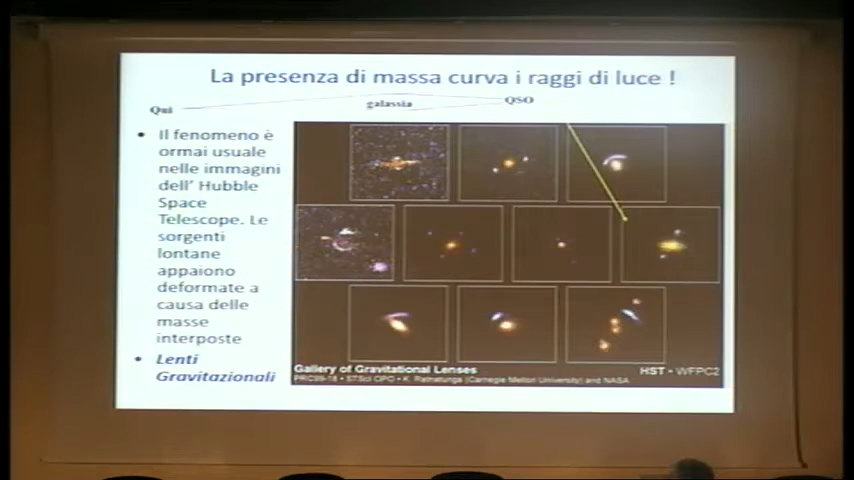 La presenza di massa curva i raggi di luce !
Qui
galassia
QSO
• Il fenomeno è
ormai usuale
nelle immagini
dell' Hubble
Space
Telescope. Le
sorgenti
lontane
appaiono
deformate a
causa delle
masse
interposte
• Lenti
Gravitazionali
Gallery of Gravitational Lenses
PRC99-18 • STScI OPO • K. Ratnatunga (Carnegie Mellon University) and NASA
HST • WFPC2